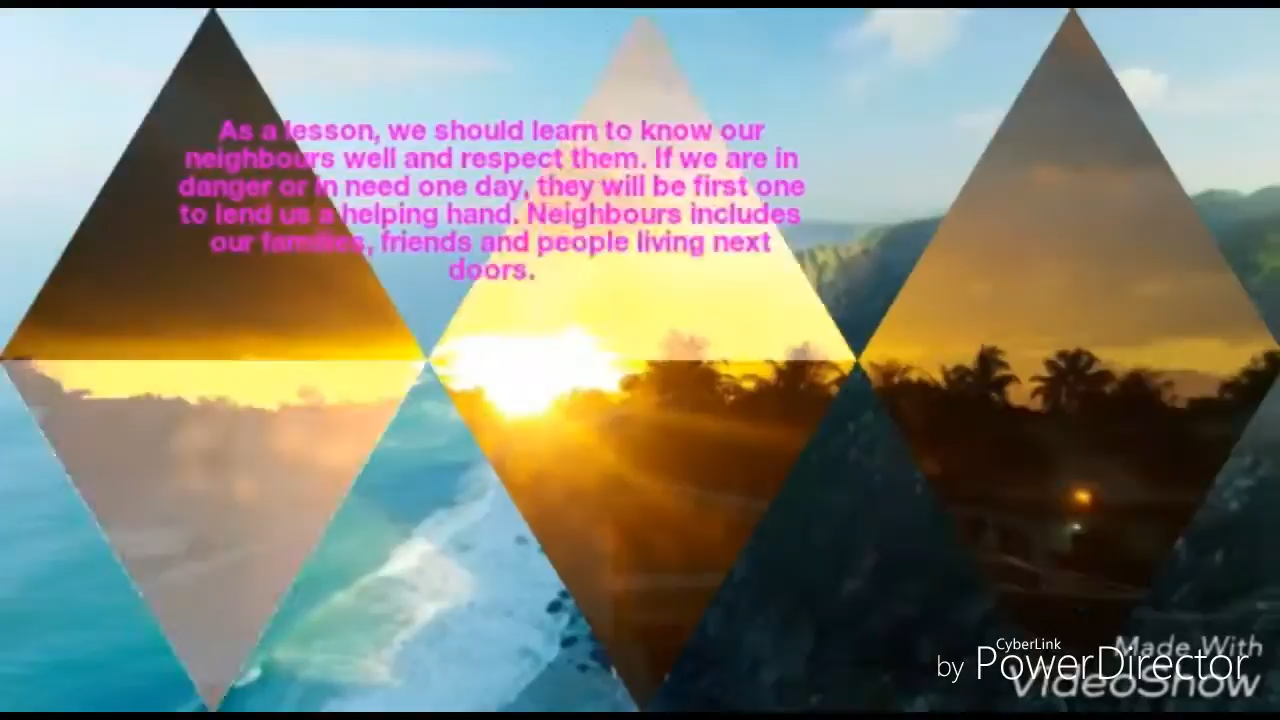 As a lesson, we should learn to know our
neighbours well and respect them. If we are in
danger or in need one day, they will be first one
to lend us a helping hand. Neighbours includes
our families, friends and people living next
doors.
CyberLink
by PowerDirector
Made With
VideoShow